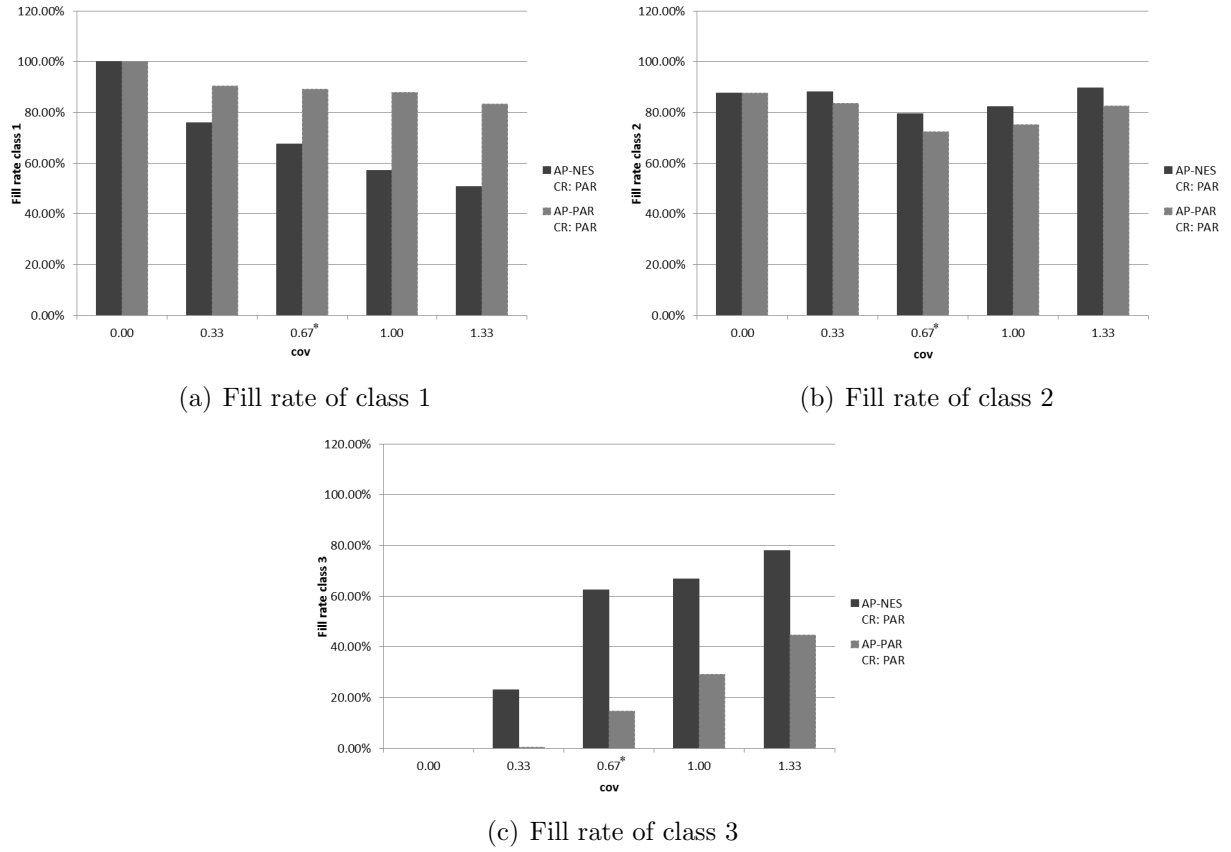 120.00%
100.00%
80.00%
60.00%
40.00%
20.00%
0.00%
Fill rate class 1
0.00 0.33 0.67* 1.00 1.33
cov
AP-NES
CR: PAR
AP-PAR
CR: PAR
(a) Fill rate of class 1
120.00%
100.00%
80.00%
60.00%
40.00%
20.00%
0.00%
Fill rate class 2
0.00 0.33 0.67* 1.00 1.33
cov
AP-NES
CR: PAR
AP-PAR
CR: PAR
(b) Fill rate of class 2
120.00%
100.00%
80.00%
60.00%
40.00%
20.00%
0.00%
Fill rate class 3
0.00 0.33 0.67* 1.00 1.33
cov
AP-NES
CR: PAR
AP-PAR
CR: PAR
(c) Fill rate of class 3